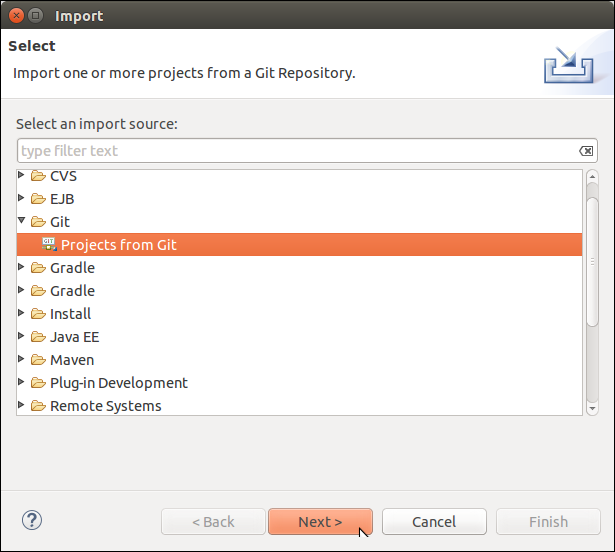 Import
Select
Import one or more projects from a Git Repository.
Select an import source:
type filter text
CVS
EJB
Git
Projects from Git
Gradle
Gradle
Install
Java EE
Maven
Plug-in Development
Remote Systems
? < Back Next > Cancel Finish